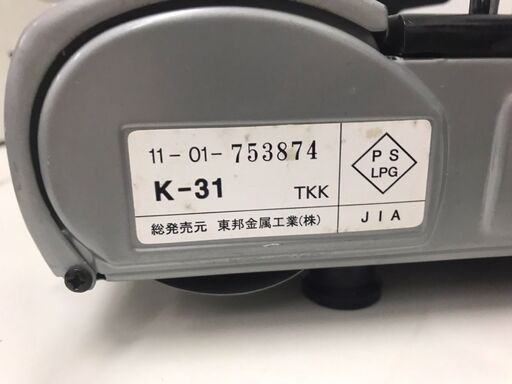 11-01-753874
K-31 TKK
総発売元 東邦金属工業(株)
PS
LPG
JIA